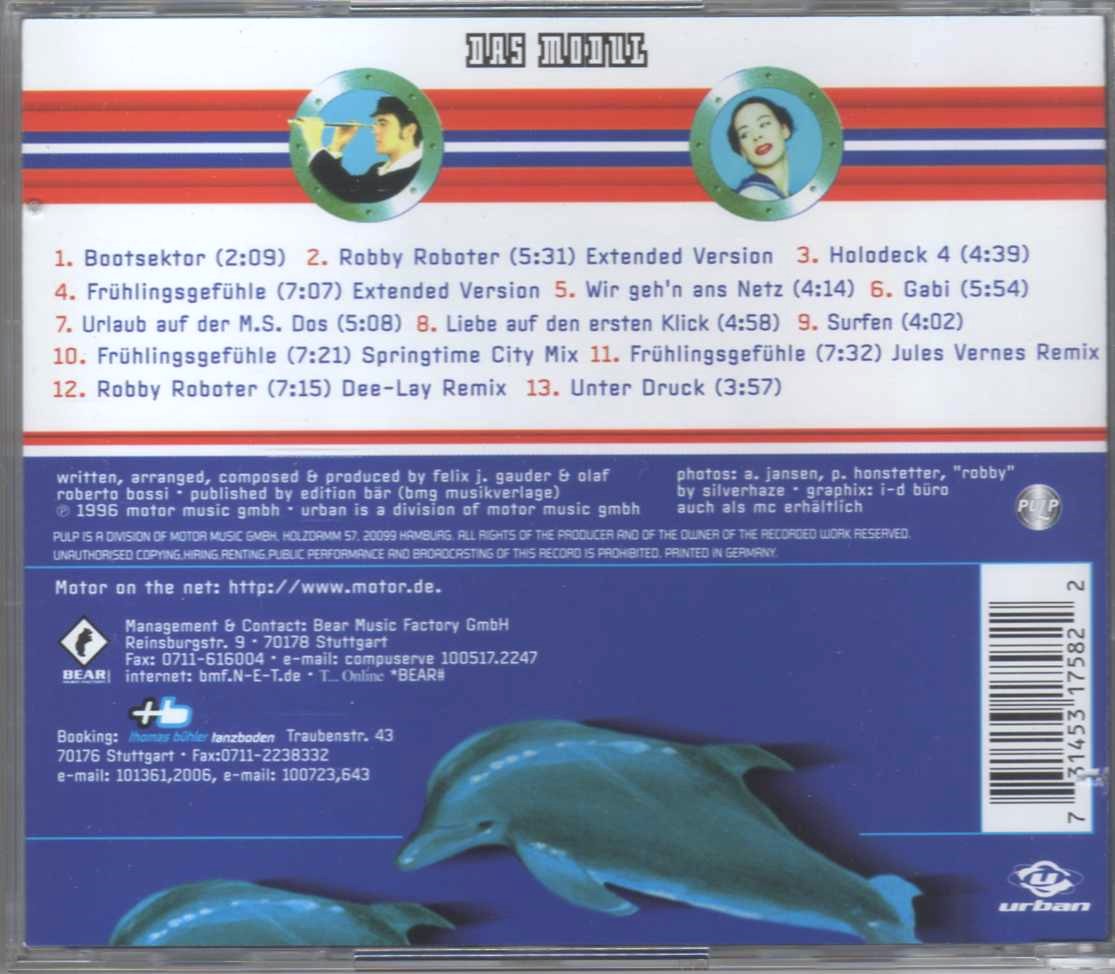 DAS MODUL
1. Bootsektor (2:09) 2. Robby Roboter (5:31) Extended Version 3. Holodeck 4 (4:39)
4. Frühlingsgefühle (7:07) Extended Version 5. Wir geh'n ans Netz (4:14) 6. Gabi (5:54)
7. Urlaub auf der M.S. Dos (5:08) 8. Liebe auf den ersten Klick (4:58) 9. Surfen (4:02)
10. Frühlingsgefühle (7:21) Springtime City Mix 11. Frühlingsgefühle (7:32) Jules Vernes Remix
12. Robby Roboter (7:15) Dee-Lay Remix 13. Unter Druck (3:57)
written, arranged, composed & produced by felix j. gauder & olaf
roberto bossi · published by edition bär (bmg musikverlage)
℗ 1996 motor music gmbh · urban is a division of motor music gmbh
photos: a. jansen, p. honstetter, "robby"
by silverhaze · graphix: i-d büro
auch als mc erhältlich
PULP
PULP IS A DIVISION OF MOTOR MUSIC GMBH, HOLZDAMM 57, 20099 HAMBURG. ALL RIGHTS OF THE PRODUCER AND OF THE OWNER OF THE RECORDED WORK RESERVED.
UNAUTHORISED COPYING,HIRING,RENTING,PUBLIC PERFORMANCE AND BROADCASTING OF THIS RECORD IS PROHIBITED. PRINTED IN GERMANY.
Motor on the net: http://www.motor.de.
Management & Contact: Bear Music Factory GmbH
Reinsburgstr. 9 · 70178 Stuttgart
Fax: 0711-616004 · e-mail: compuserve 100517.2247
internet: bmf.N-E-T.de · T... Online *BEAR#
BEAR
MUSIC FACTORY
+b
Booking: thomas bühler tanzboden Traubenstr. 43
70176 Stuttgart · Fax:0711-2238332
e-mail: 101361,2006, e-mail: 100723,643
7 31453 17582 2
urban